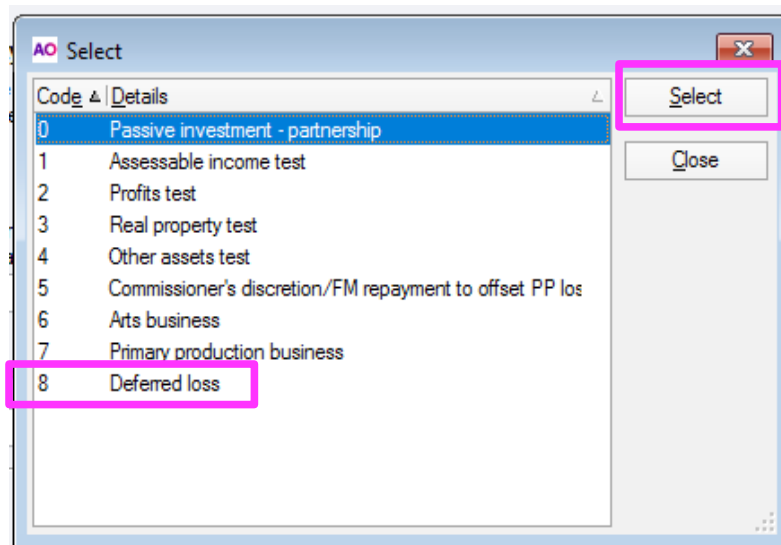 AO Select
Code Details
Select
0 Passive investment - partnership
1 Assessable income test
Close
2 Profits test
3 Real property test
4 Other assets test
5 Commissioner's discretion/FM repayment to offset PP los
6 Arts business
7 Primary production business
8 Deferred loss